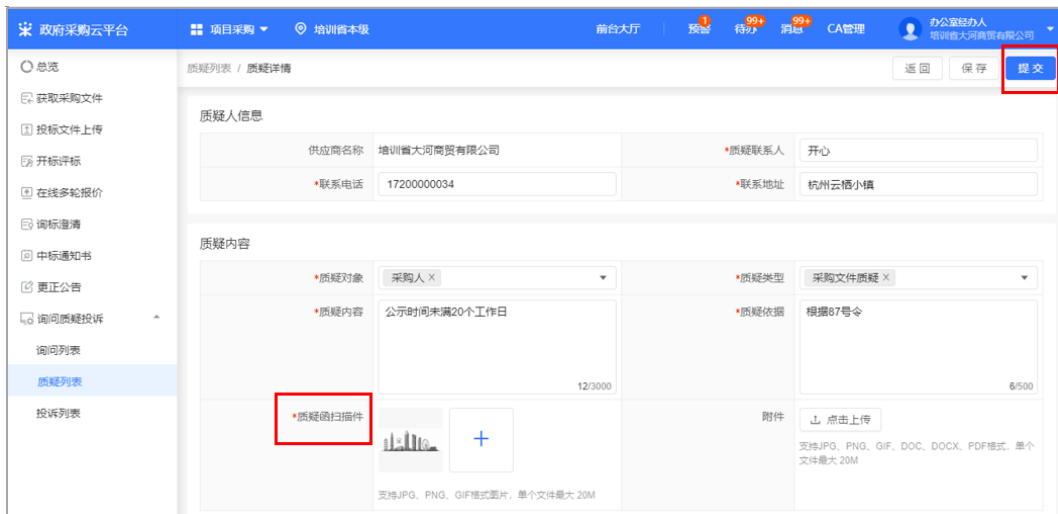 政府采购云平台 项目采购 培训省本级 前台大厅 预警 1 待办 99+ 消息 99+ CA管理 办公室经办人
培训省大河商贸有限公司
总览
质疑列表 / 质疑详情 返回 保存 提交
获取采购文件
质疑人信息
投标文件上传
供应商名称 培训省大河商贸有限公司 *质疑联系人 开心
开标评标
*联系电话 17200000034 *联系地址 杭州云栖小镇
在线多轮报价
询标澄清
质疑内容
中标通知书
*质疑对象 采购人 × *质疑类型 采购文件质疑 ×
更正公告
*质疑内容 公示时间未满20个工作日 *质疑依据 根据87号令
询问质疑投诉
询问列表
质疑列表
12/3000 6/500
投诉列表
*质疑函扫描件 附件 点击上传
支持JPG、PNG、GIF、DOC、DOCX、PDF格式，单个
文件最大 20M
支持JPG、PNG、GIF格式图片，单个文件最大 20M